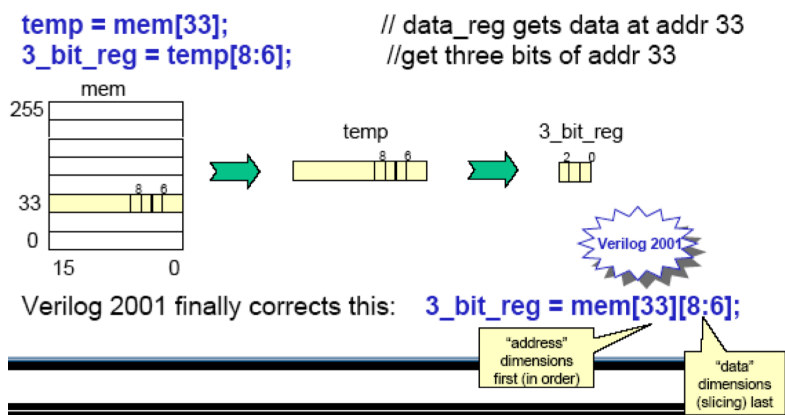 temp = mem[33]; // data_reg gets data at addr 33
3_bit_reg = temp[8:6]; //get three bits of addr 33
mem
255
temp
3_bit_reg
8 6
2 0
8 6
33
0
15 0
Verilog 2001
Verilog 2001 finally corrects this: 3_bit_reg = mem[33][8:6];
"address"
dimensions
first (in order)
"data"
dimensions
(slicing) last